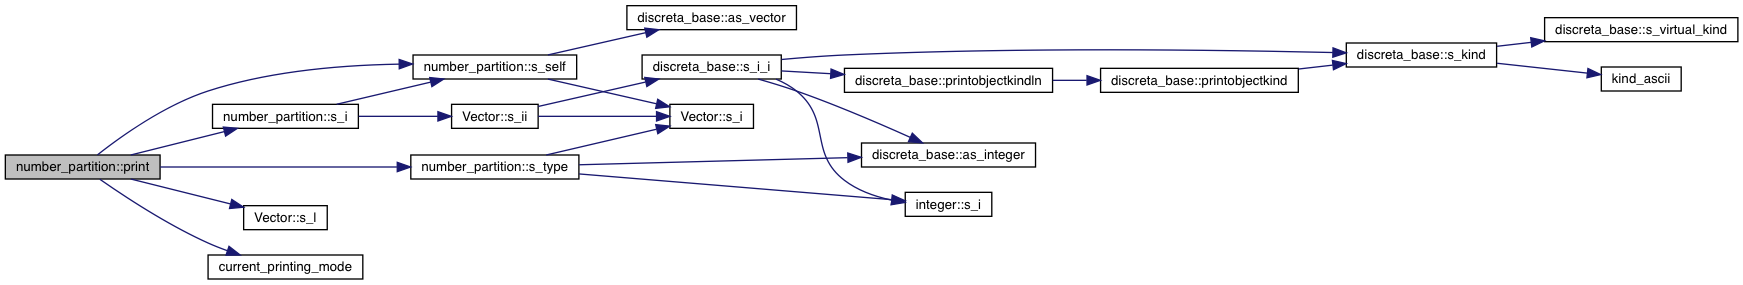 number_partition::print
number_partition::s_i
number_partition::s_self
number_partition::s_type
Vector::s_l
current_printing_mode
Vector::s_ii
discreta_base::as_vector
discreta_base::s_i_i
Vector::s_i
discreta_base::printobjectkindln
discreta_base::as_integer
integer::s_i
discreta_base::printobjectkind
discreta_base::s_kind
discreta_base::s_virtual_kind
kind_ascii